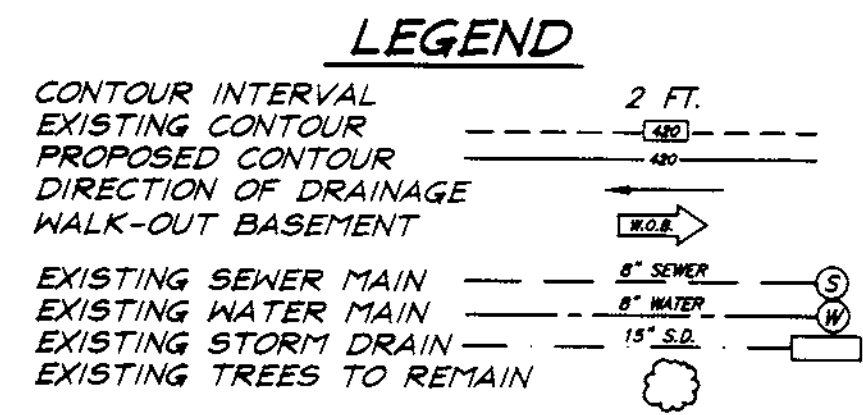 LEGEND
CONTOUR INTERVAL 2 FT.
EXISTING CONTOUR 420
PROPOSED CONTOUR 420
DIRECTION OF DRAINAGE
WALK-OUT BASEMENT W.O.B.
EXISTING SEWER MAIN 8" SEWER S
EXISTING WATER MAIN 8" WATER W
EXISTING STORM DRAIN 15" S.D.
EXISTING TREES TO REMAIN